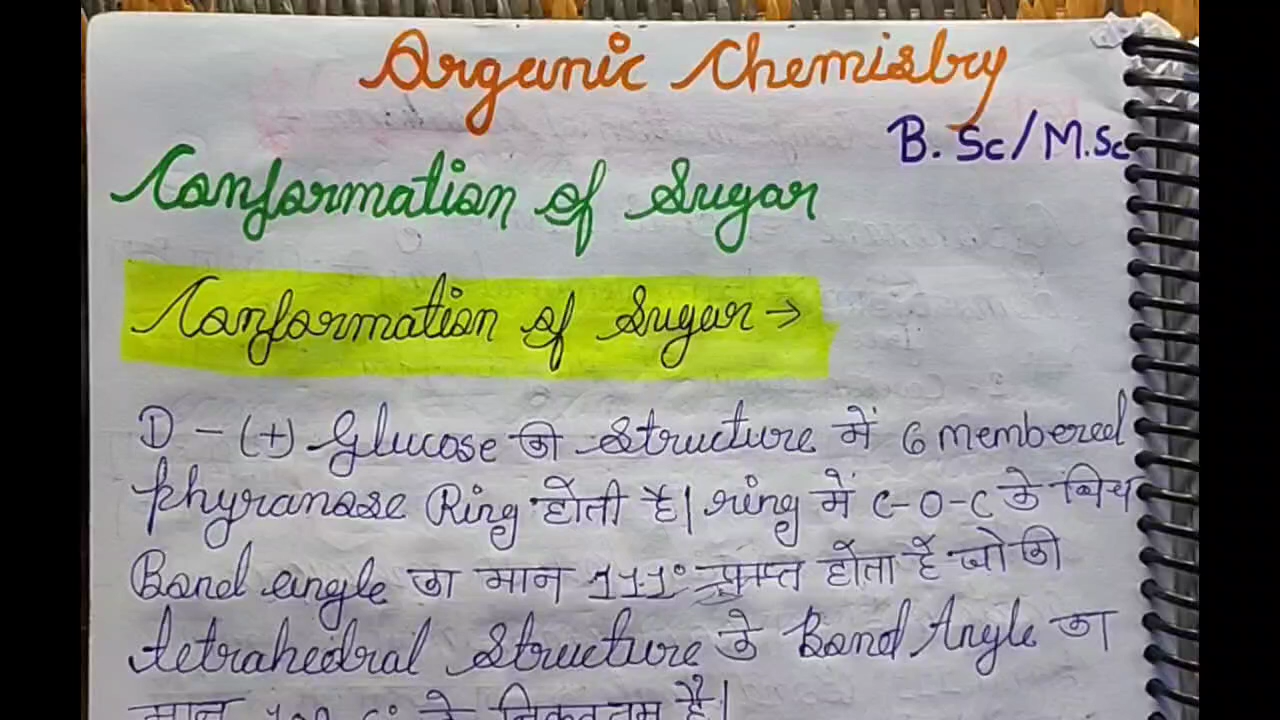 Organic Chemistry
B. Sc/M.Sc
Conformation of Sugar
Conformation of Sugar →
D - (+) Glucose की Structure में 6 membered
Phyranose Ring होती है| ring में C-O-C के बिच
Bond angle का मान 111° प्राप्त होता है जो की
tetrahedral Structure के Bond Angle का
मान के निकटतम है|